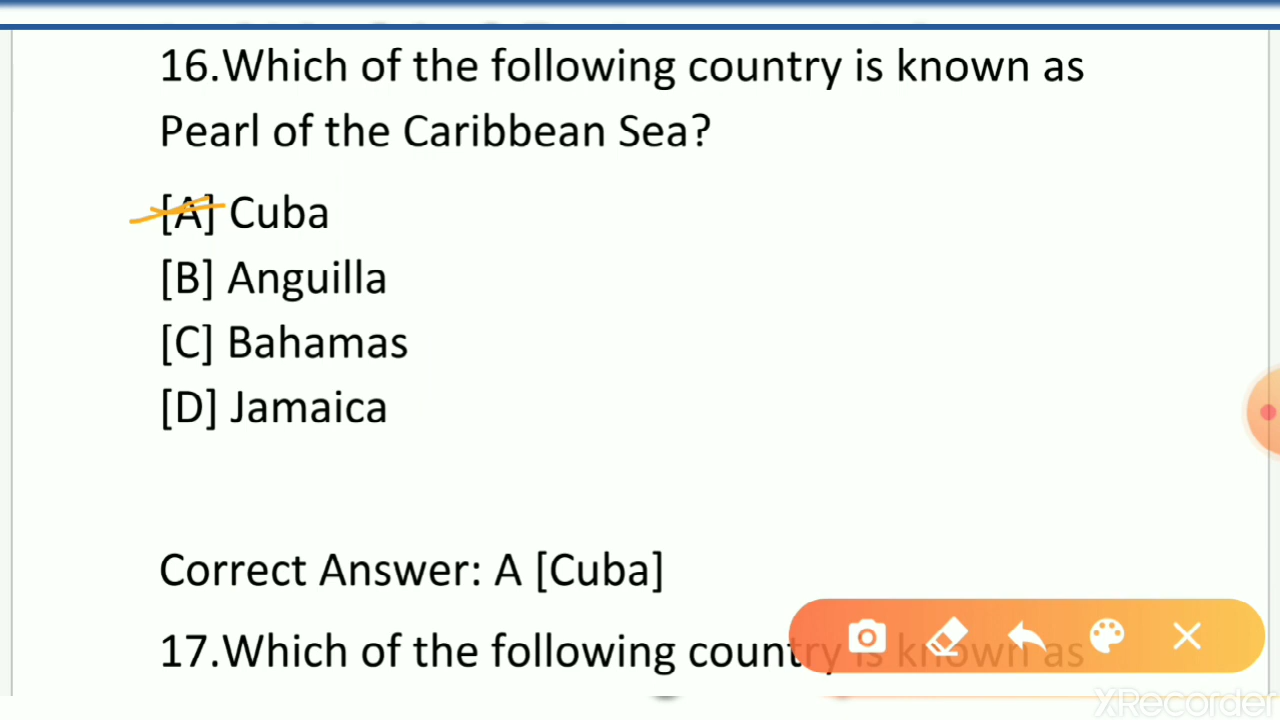 16.Which of the following country is known as
Pearl of the Caribbean Sea?
[A] Cuba
[B] Anguilla
[C] Bahamas
[D] Jamaica
Correct Answer: A [Cuba]
17.Which of the following country is known as
XRecorder